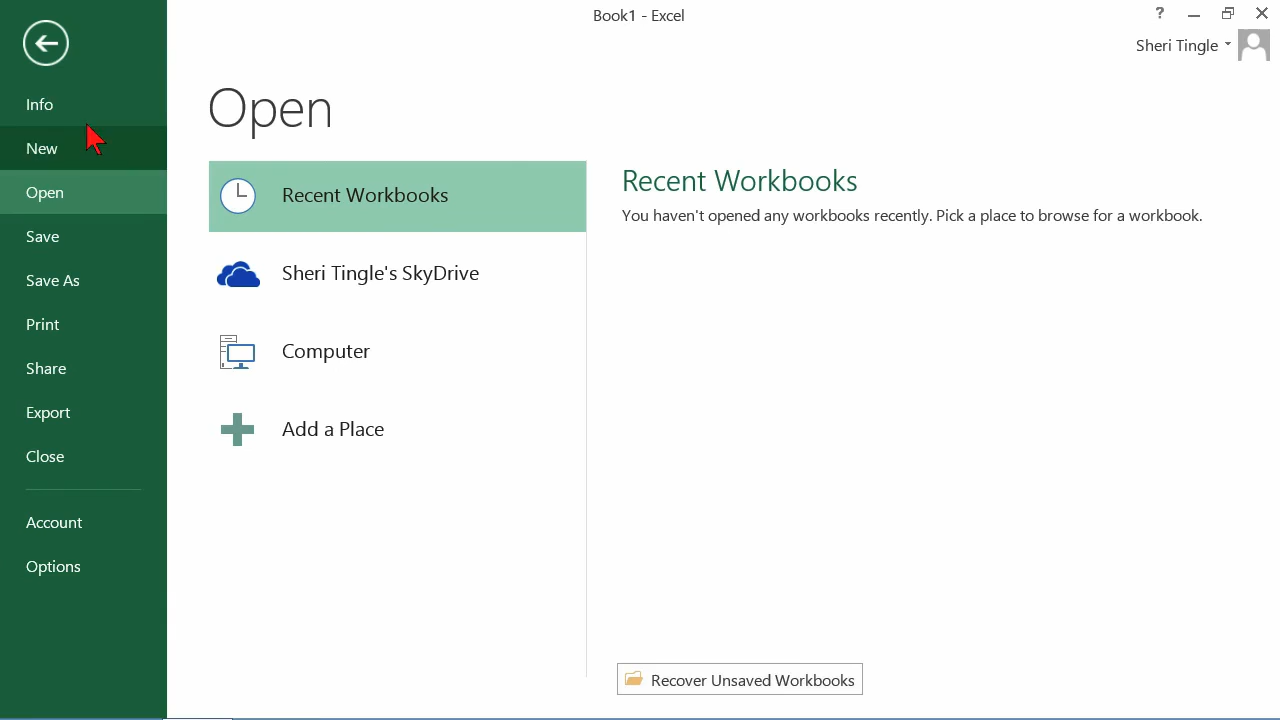 Book1 - Excel
?
Sheri Tingle
Info
New
Open
Save
Save As
Print
Share
Export
Close
Account
Options
Open
Recent Workbooks
Sheri Tingle's SkyDrive
Computer
Add a Place
Recent Workbooks
You haven't opened any workbooks recently. Pick a place to browse for a workbook.
Recover Unsaved Workbooks